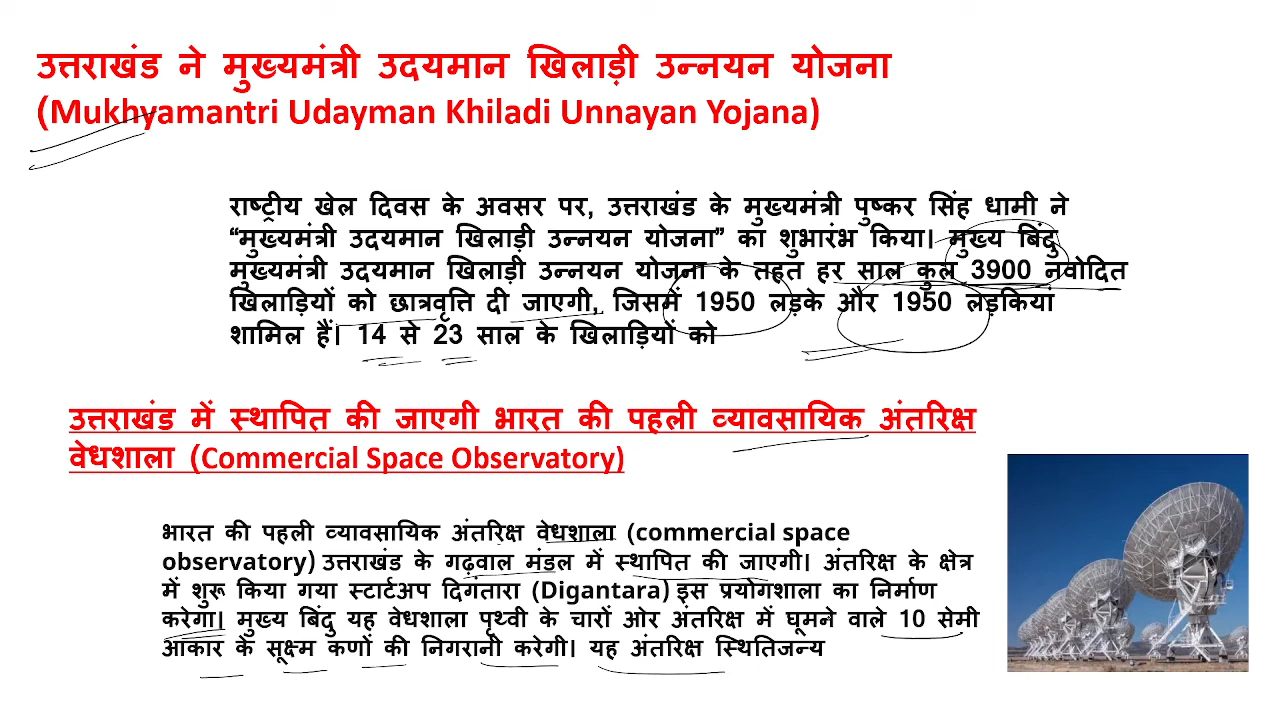 उत्तराखंड ने मुख्यमंत्री उदयमान खिलाड़ी उन्नयन योजना
(Mukhyamantri Udayman Khiladi Unnayan Yojana)
राष्ट्रीय खेल दिवस के अवसर पर, उत्तराखंड के मुख्यमंत्री पुष्कर सिंह धामी ने
“मुख्यमंत्री उदयमान खिलाड़ी उन्नयन योजना” का शुभारंभ किया। मुख्य बिंदु
मुख्यमंत्री उदयमान खिलाड़ी उन्नयन योजना के तहत हर साल कुल 3900 नवोदित
खिलाड़ियों को छात्रवृत्ति दी जाएगी, जिसमें 1950 लड़के और 1950 लड़कियां
शामिल हैं। 14 से 23 साल के खिलाड़ियों को
उत्तराखंड में स्थापित की जाएगी भारत की पहली व्यावसायिक अंतरिक्ष
वेधशाला (Commercial Space Observatory)
भारत की पहली व्यावसायिक अंतरिक्ष वेधशाला (commercial space
observatory) उत्तराखंड के गढ़वाल मंडल में स्थापित की जाएगी। अंतरिक्ष के क्षेत्र
में शुरू किया गया स्टार्टअप दिगंतारा (Digantara) इस प्रयोगशाला का निर्माण
करेगा। मुख्य बिंदु यह वेधशाला पृथ्वी के चारों ओर अंतरिक्ष में घूमने वाले 10 सेमी
आकार के सूक्ष्म कणों की निगरानी करेगी। यह अंतरिक्ष स्थितिजन्य